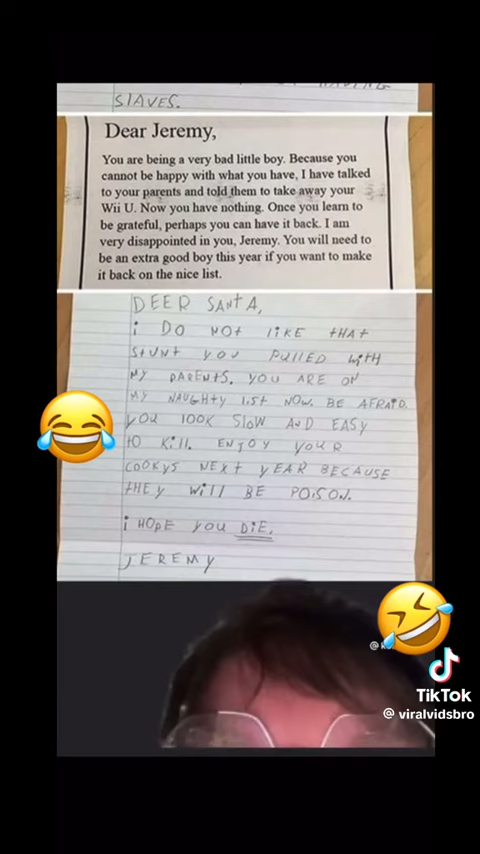 SLAVES.
Dear Jeremy,
You are being a very bad little boy. Because you
cannot be happy with what you have, I have talked
to your parents and told them to take away your
Wii U. Now you have nothing. Once you learn to
be grateful, perhaps you can have it back. I am
very disappointed in you, Jeremy. You will need to
be an extra good boy this year if you want to make
it back on the nice list.
DEER SANtA,
i DO NOt liKE tHAt
StUNt YOU PUllED WitH
MY PARENtS. YOU ARE ON
MY NAUGHtY liSt NOW. BE AFRAiD.
YOU lOOK SloW AND EASY
tO Kill. ENJOY YOUR
COOKYS NEXt YEAR BECAUSE
tHEY Will BE POISON.
i HOPE YOU DiE.
JEREMY
TikTok
@ viralvidsbro